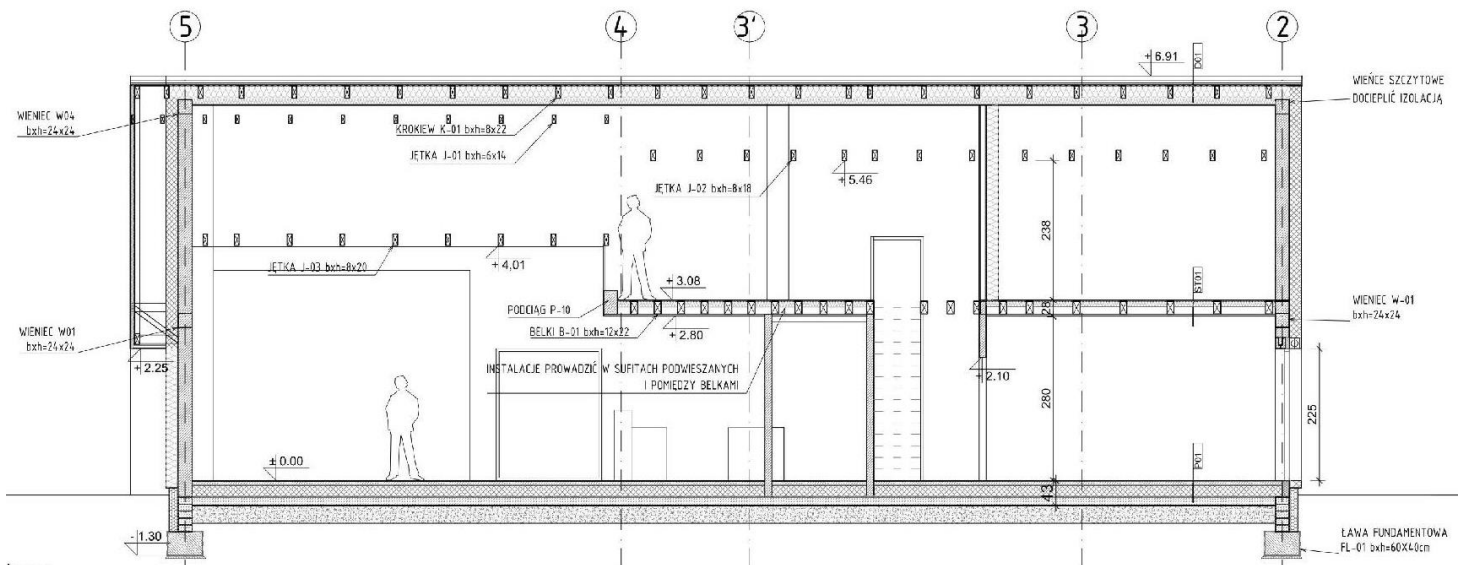 5
4
3'
3
2
+ 6.91
D01
WIEŃCE SZCZYTOWE
DOCIEPLIĆ IZOLACJĄ
WIENIEC W04
bxh=24x24
KROKIEW K-01 bxh=8x22
JĘTKA J-01 bxh=6x14
JĘTKA J-02 bxh=8x18
+ 5.46
238
JĘTKA J-03 bxh=8x20
+ 4.01
+ 3.08
ST01
28
PODCIĄG P-10
BELKI B-01 bxh=12x22
+ 2.80
WIENIEC W-01
bxh=24x24
WIENIEC W01
bxh=24x24
+ 2.25
INSTALACJE PROWADZIĆ W SUFITACH PODWIESZANYCH
I POMIĘDZY BELKAMI
+ 2.10
280
225
± 0.00
P01
43
- 1.30
ŁAWA FUNDAMENTOWA
FL-01 bxh=60X40cm